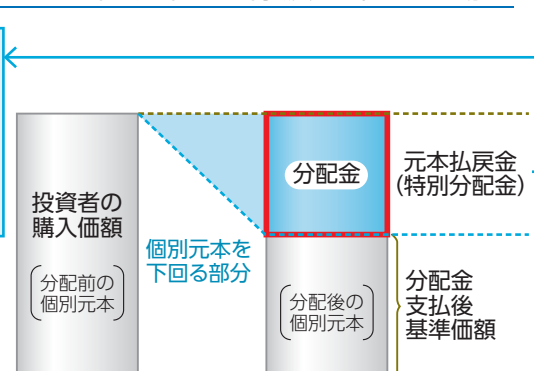 投資者の
購入価額
(分配前の
個別元本)
個別元本を
下回る部分
分配金
(分配後の
個別元本)
元本払戻金
(特別分配金)
分配金
支払後
基準価額